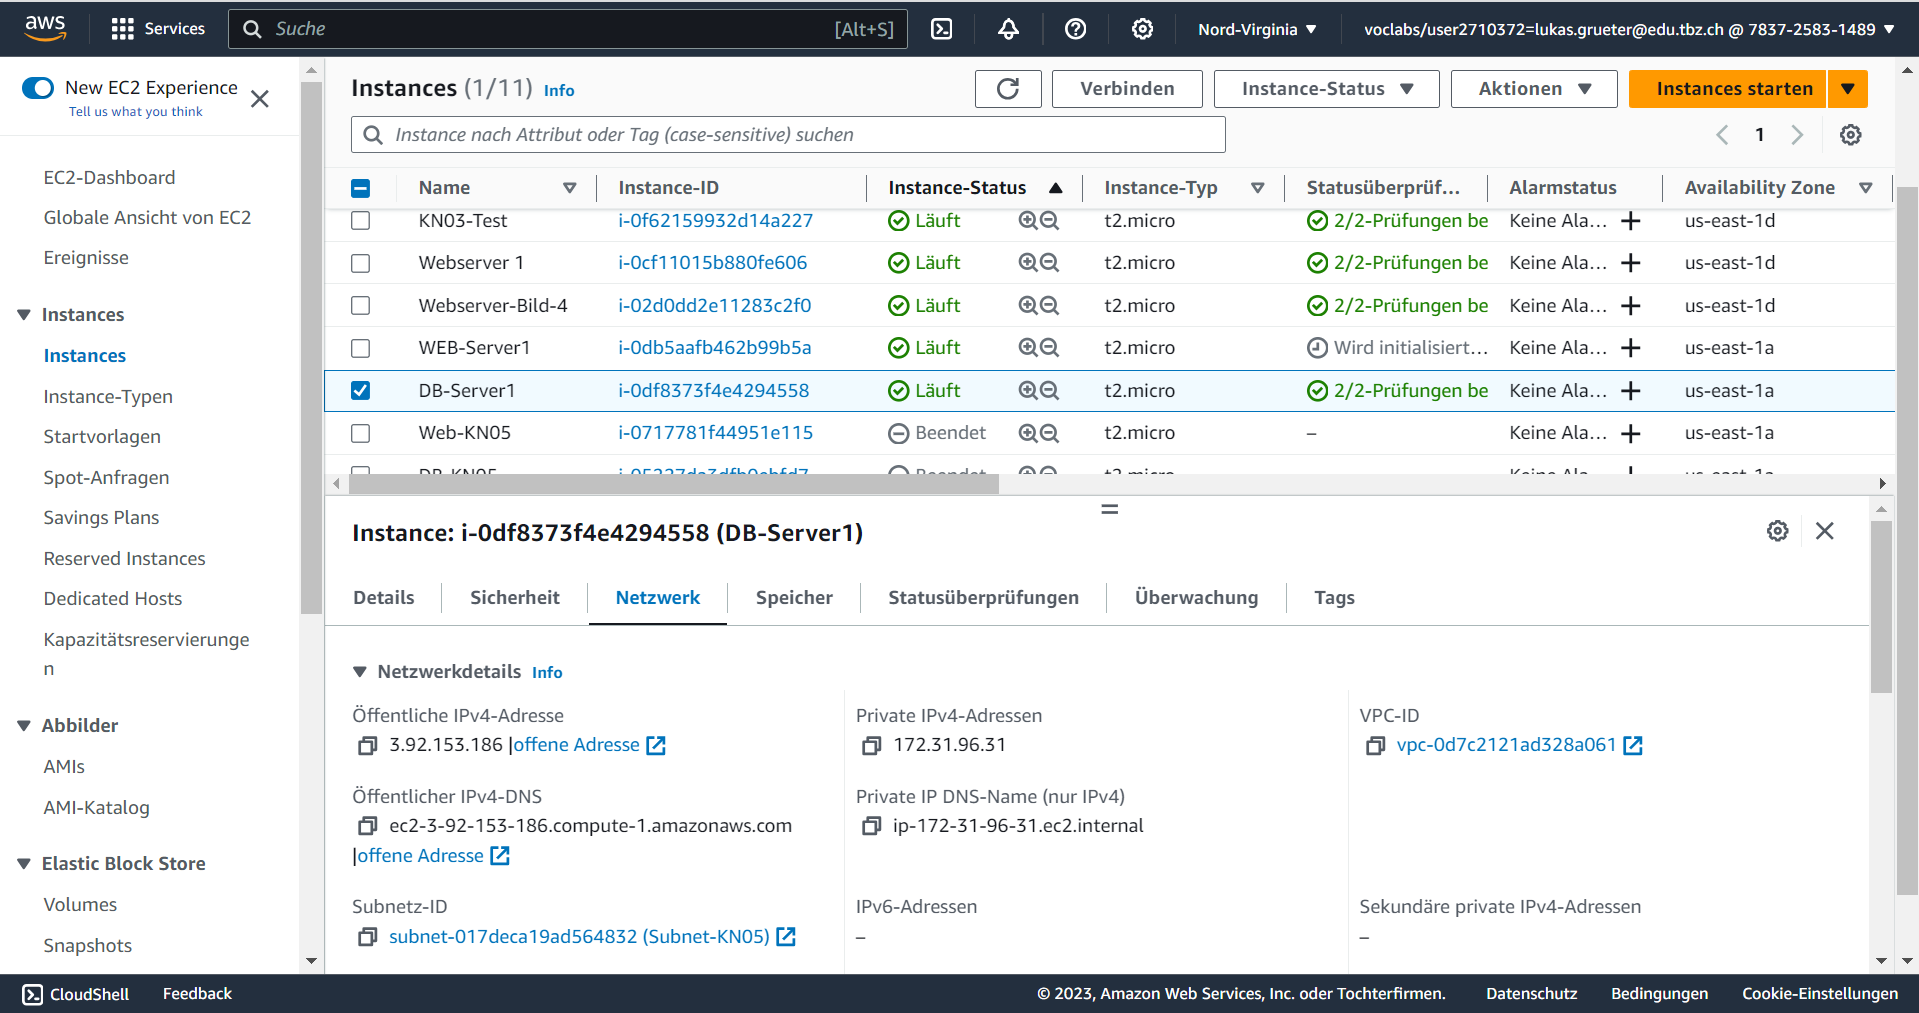 aws
Services
Suche
[Alt+S]
Nord-Virginia
voclabs/user2710372=lukas.grueter@edu.tbz.ch @ 7837-2583-1489
New EC2 Experience
Tell us what you think
EC2-Dashboard
Globale Ansicht von EC2
Ereignisse
Instances
Instances
Instance-Typen
Startvorlagen
Spot-Anfragen
Savings Plans
Reserved Instances
Dedicated Hosts
Kapazitätsreservierunge
n
Abbilder
AMIs
AMI-Katalog
Elastic Block Store
Volumes
Snapshots
Instances (1/11) Info
Verbinden
Instance-Status
Aktionen
Instances starten
Instance nach Attribut oder Tag (case-sensitive) suchen
1
Name Instance-ID Instance-Status Instance-Typ Statusüberprüf... Alarmstatus Availability Zone
KN03-Test i-0f62159932d14a227 Läuft t2.micro 2/2-Prüfungen be Keine Ala... us-east-1d
Webserver 1 i-0cf11015b880fe606 Läuft t2.micro 2/2-Prüfungen be Keine Ala... us-east-1d
Webserver-Bild-4 i-02d0dd2e11283c2f0 Läuft t2.micro 2/2-Prüfungen be Keine Ala... us-east-1d
WEB-Server1 i-0db5aafb462b99b5a Läuft t2.micro Wird initialisiert... Keine Ala... us-east-1a
DB-Server1 i-0df8373f4e4294558 Läuft t2.micro 2/2-Prüfungen be Keine Ala... us-east-1a
Web-KN05 i-0717781f44951e115 Beendet t2.micro – Keine Ala... us-east-1a
DB-KN05 Beendet t2.micro Keine Ala... us-east-1a
Instance: i-0df8373f4e4294558 (DB-Server1)
Details Sicherheit Netzwerk Speicher Statusüberprüfungen Überwachung Tags
Netzwerkdetails Info
Öffentliche IPv4-Adresse
3.92.153.186 |offene Adresse
Private IPv4-Adressen
172.31.96.31
VPC-ID
vpc-0d7c2121ad328a061
Öffentlicher IPv4-DNS
ec2-3-92-153-186.compute-1.amazonaws.com
|offene Adresse
Private IP DNS-Name (nur IPv4)
ip-172-31-96-31.ec2.internal
Subnetz-ID
subnet-017deca19ad564832 (Subnet-KN05)
IPv6-Adressen
–
Sekundäre private IPv4-Adressen
–
CloudShell
Feedback
© 2023, Amazon Web Services, Inc. oder Tochterfirmen.
Datenschutz
Bedingungen
Cookie-Einstellungen